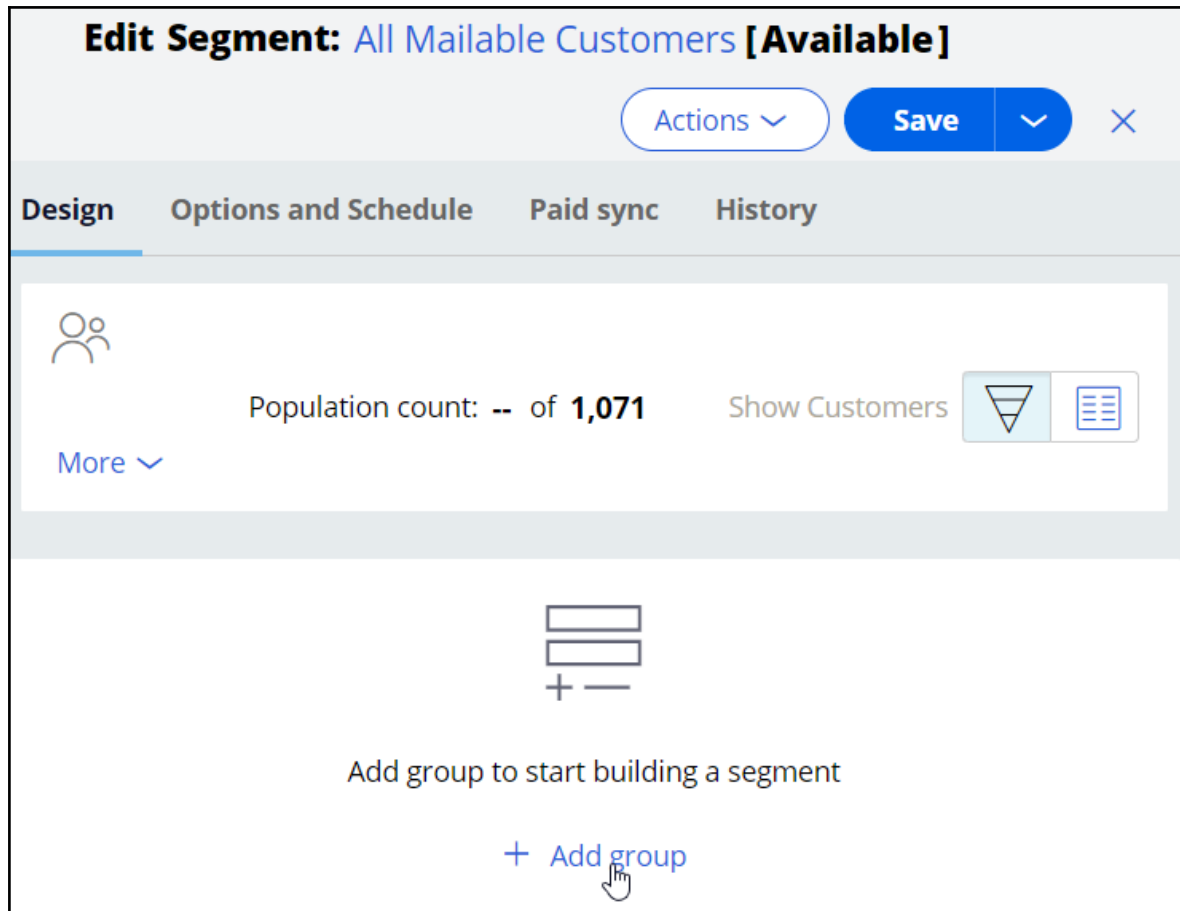 Edit Segment: All Mailable Customers [Available]
Actions
Save
Design Options and Schedule Paid sync History
Population count: -- of 1,071 Show Customers
More
Add group to start building a segment
+ Add group